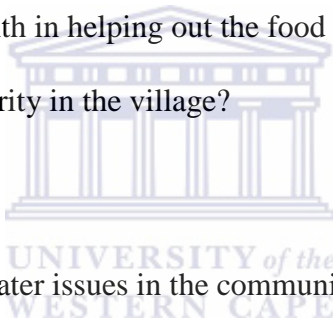 in helping out the food
rity in the village?
UNIVERSITY of the
ater issues in the communi
WESTERN CAPE